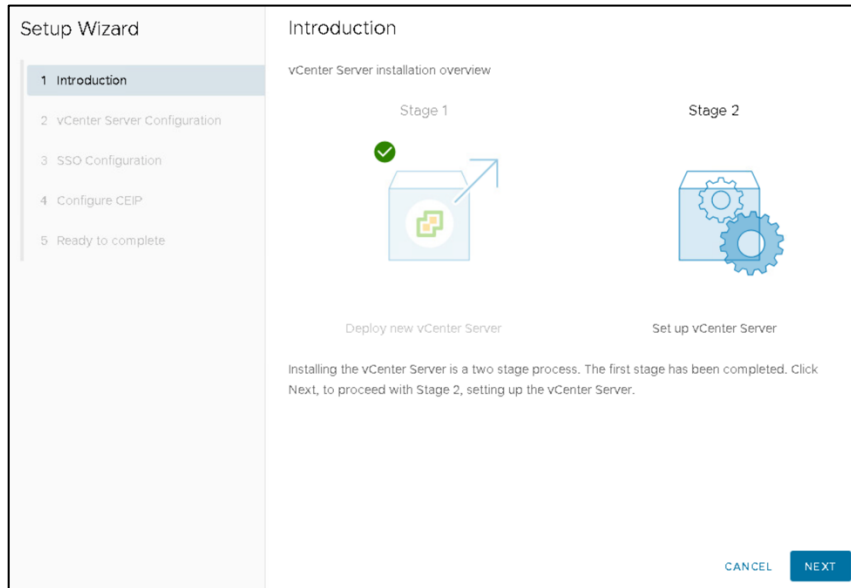 Setup Wizard
1 Introduction
2 vCenter Server Configuration
3 SSO Configuration
4 Configure CEIP
5 Ready to complete
Introduction
vCenter Server installation overview
Stage 1
Stage 2
Deploy new vCenter Server
Set up vCenter Server
Installing the vCenter Server is a two stage process. The first stage has been completed. Click
Next, to proceed with Stage 2, setting up the vCenter Server.
CANCEL
NEXT